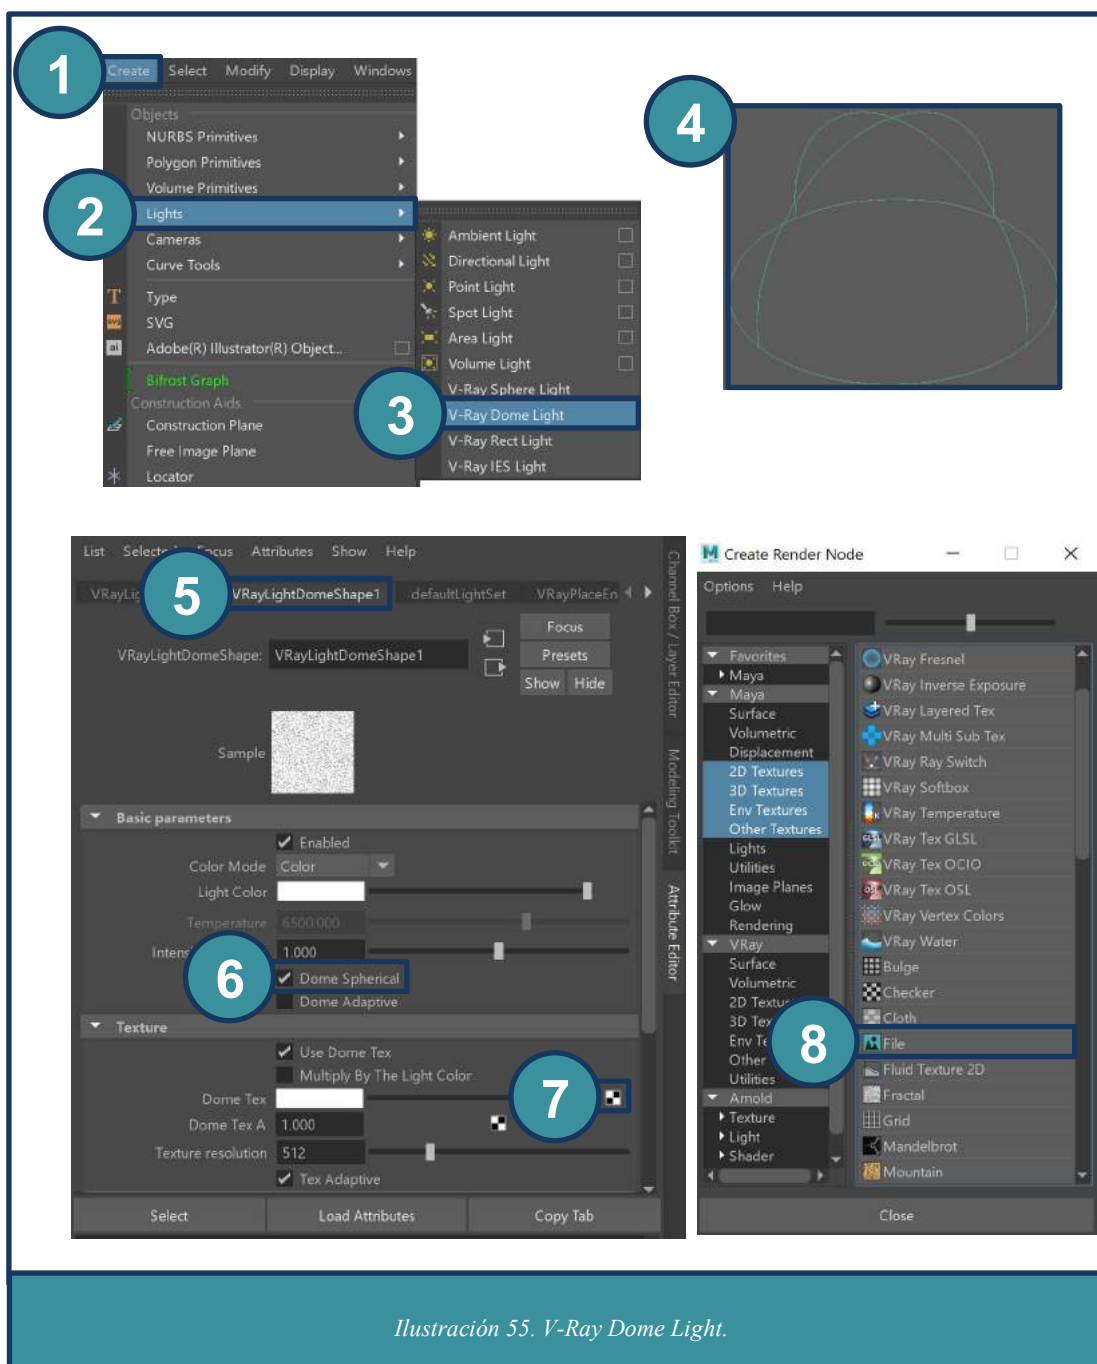 1
Create Select Modify Display Windows
Objects
NURBS Primitives
Polygon Primitives
Volume Primitives
2
Lights
Cameras
Curve Tools
T Type
SVG
ai Adobe(R) Illustrator(R) Object...
Bifrost Graph
Construction Aids
Construction Plane
Free Image Plane
Locator
Ambient Light
Directional Light
Point Light
Spot Light
Area Light
Volume Light
V-Ray Sphere Light
3
V-Ray Dome Light
V-Ray Rect Light
V-Ray IES Light
4
List Focus Attributes Show Help
5
VRayLightDomeShape1 defaultLightSet VRayPlaceEn
VRayLightDomeShape: VRayLightDomeShape1
Focus
Presets
Show Hide
Sample
Basic parameters
Enabled
Color Mode Color
Light Color
Temperature 6500.000
1.000
6
Dome Spherical
Dome Adaptive
Texture
Use Dome Tex
Multiply By The Light Color
7
Dome Tex
Dome Tex A 1.000
Texture resolution 512
Tex Adaptive
Select Load Attributes Copy Tab
Channel Box / Layer Editor
Modeling Toolkit
Attribute Editor
M Create Render Node
Options Help
Favorites
Maya
Maya
Surface
Volumetric
Displacement
2D Textures
3D Textures
Env Textures
Other Textures
Lights
Utilities
Image Planes
Glow
Rendering
VRay
Surface
Volumetric
2D
3D
Env
Other
Utilities
Arnold
Texture
Light
Shader
VRay Fresnel
VRay Inverse Exposure
VRay Layered Tex
VRay Multi Sub Tex
VRay Ray Switch
VRay Softbox
VRay Temperature
VRay Tex GLSL
VRay Tex OCIO
VRay Tex OSL
VRay Vertex Colors
VRay Water
Bulge
Checker
Cloth
8
File
Fluid Texture 2D
Fractal
Grid
Mandelbrot
Mountain
Close
Ilustración 55. V-Ray Dome Light.